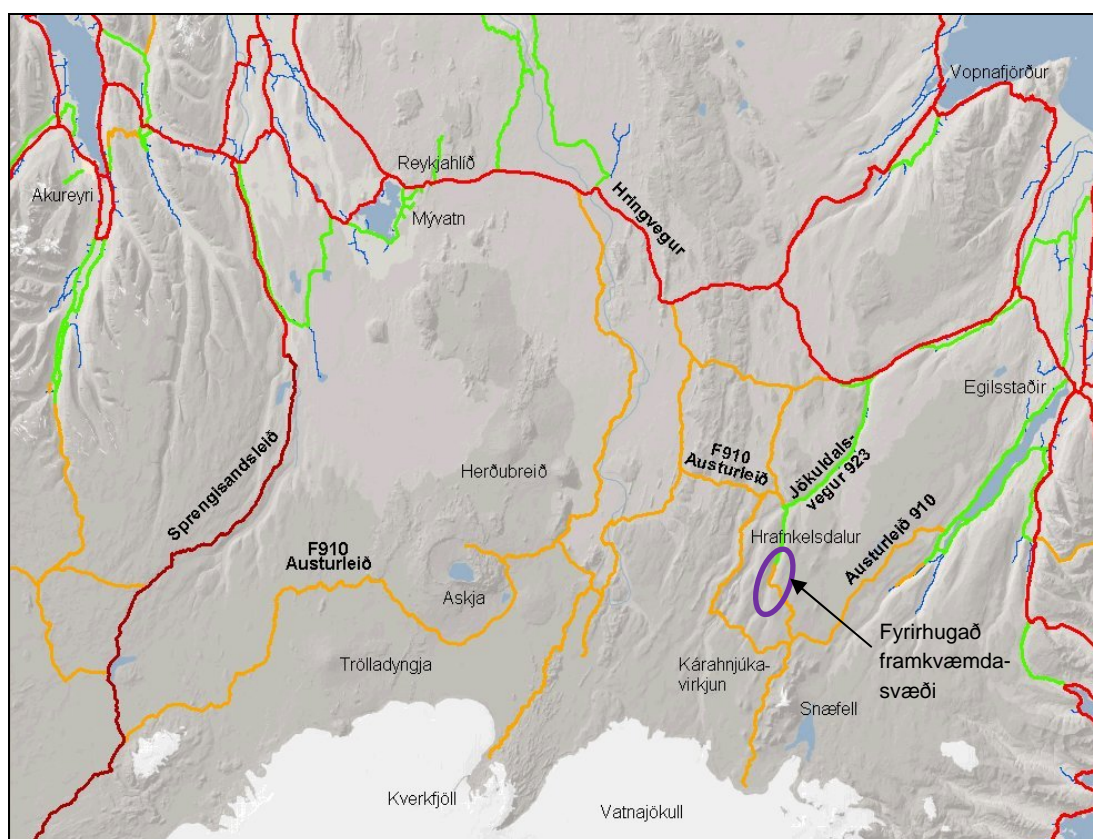 Vopnafjörður
Reykjahlíð
Akureyri
Mývatn
Hringvegur
Egilsstaðir
Sprengisandsleið
Herðubreið
F910
Austurleið
Jökuldals-
vegur 923
Hrafnkelsdalur
Austurleið 910
F910
Austurleið
Askja
Fyrirhugað
framkvæmda-
svæði
Trölladyngja
Kárahnjúka-
virkjun
Snæfell
Kverkfjöll
Vatnajökull